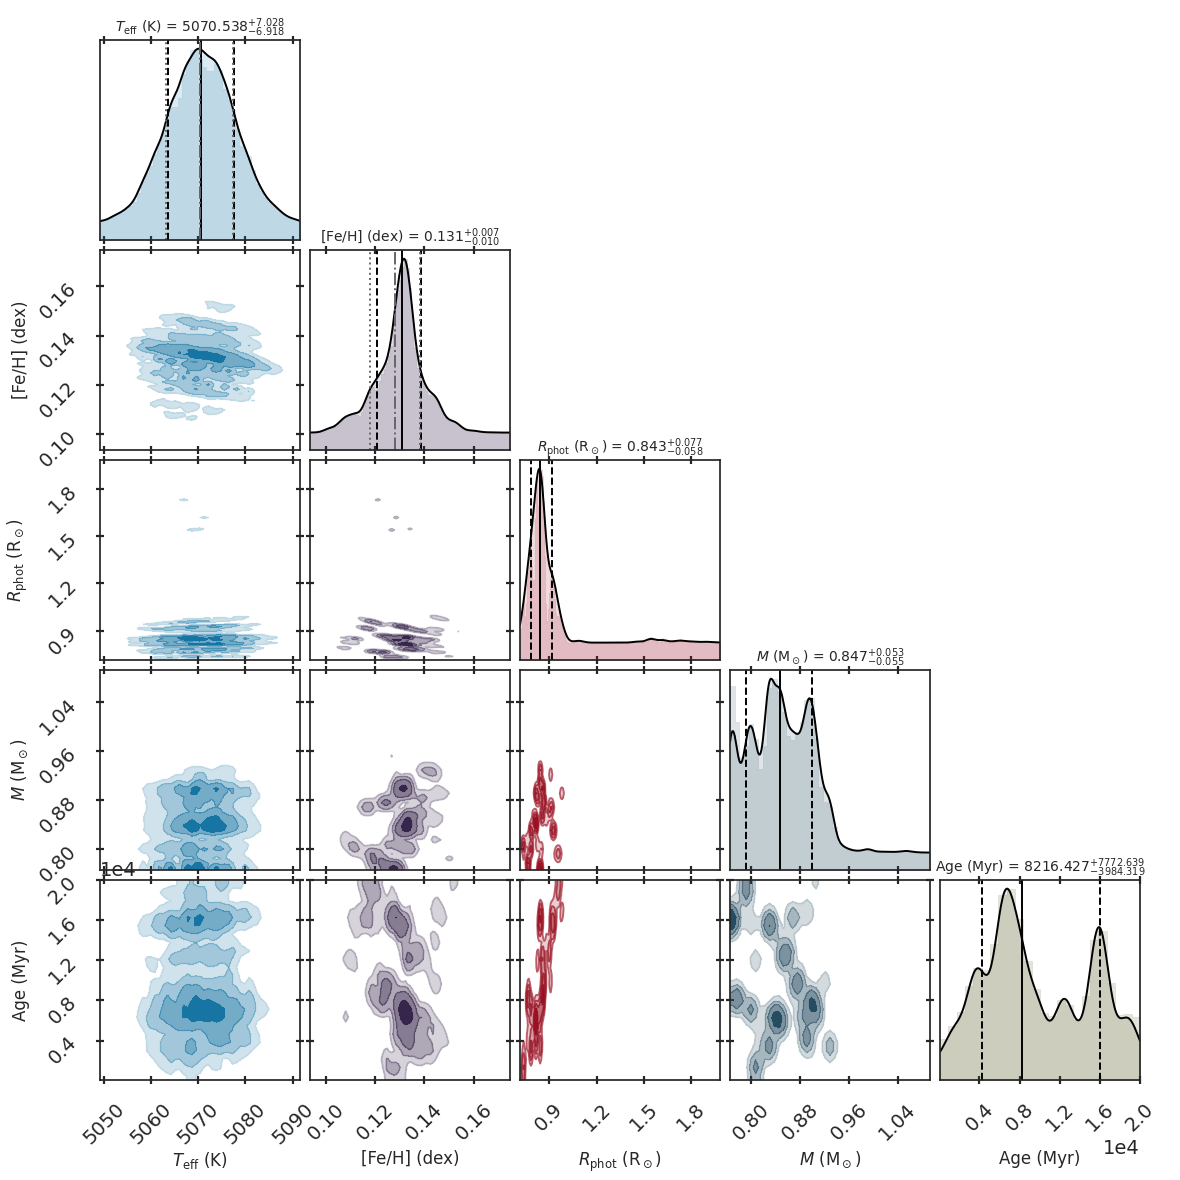 T_eff (K) = 5070.538 +7.028 −6.918
[Fe/H] (dex) = 0.131 +0.007 −0.010
0.16
0.14
0.12
0.10
[Fe/H] (dex)
R_phot (R⊙) = 0.843 +0.077 −0.058
1.8
1.5
1.2
0.9
R_phot (R⊙)
M (M⊙) = 0.847 +0.053 −0.055
1.04
0.96
0.88
0.80
M (M⊙)
Age (Myr) = 8216.427 +7772.639 −3984.319
1e4
2.0
1.6
1.2
0.8
0.4
Age (Myr)
5050 5060 5070 5080 5090
0.10 0.12 0.14 0.16
0.9 1.2 1.5 1.8
0.80 0.88 0.96 1.04
0.4 0.8 1.2 1.6 2.0
1e4
T_eff (K)
[Fe/H] (dex)
R_phot (R⊙)
M (M⊙)
Age (Myr)